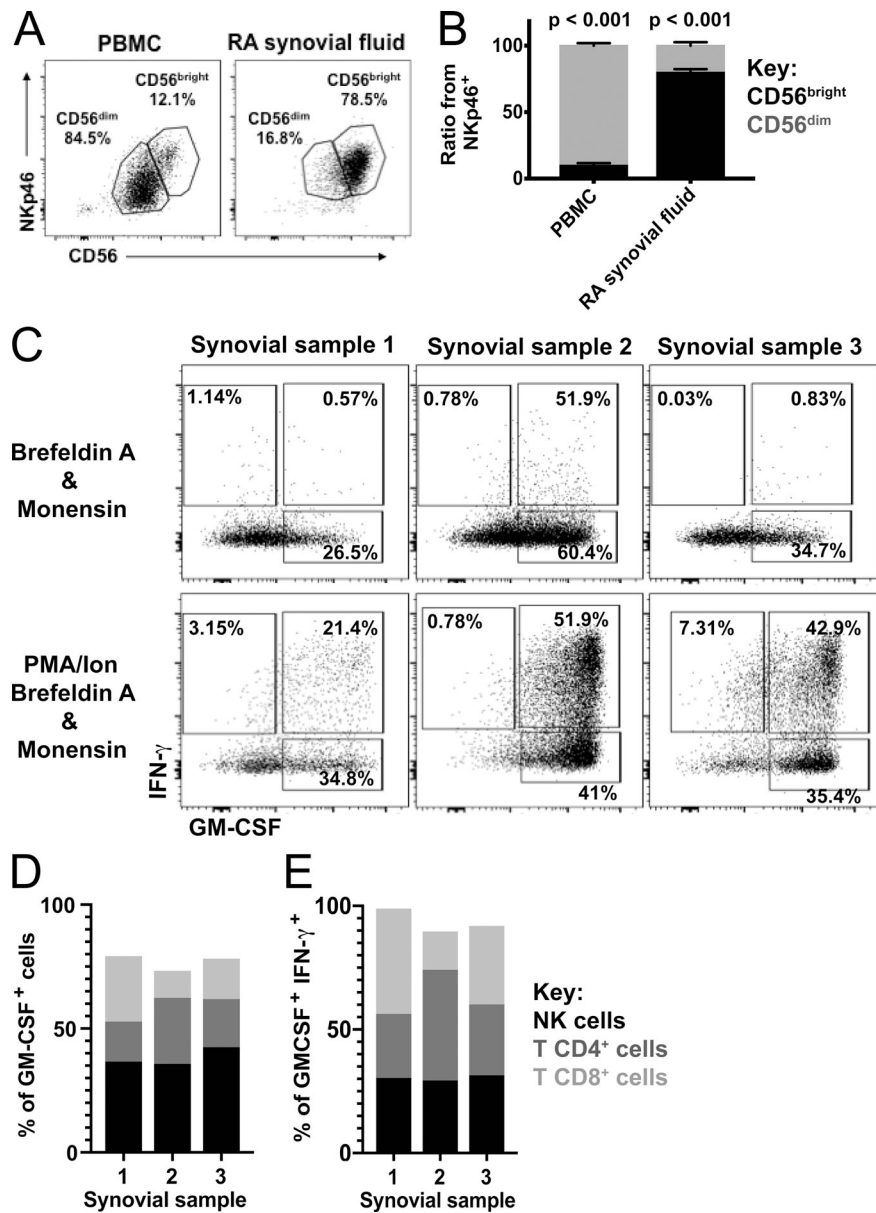 A
PBMC
RA synovial fluid
CD56bright
12.1%
CD56dim
84.5%
CD56bright
78.5%
CD56dim
16.8%
NKp46
CD56
B
p < 0.001 p < 0.001
100
50
0
Ratio from
NKp46+
PBMC
RA synovial fluid
Key:
CD56bright
CD56dim
C
Synovial sample 1
Synovial sample 2
Synovial sample 3
Brefeldin A
&
Monensin
1.14%
0.57%
26.5%
0.78%
51.9%
60.4%
0.03%
0.83%
34.7%
PMA/Ion
Brefeldin A
&
Monensin
3.15%
21.4%
34.8%
0.78%
51.9%
41%
7.31%
42.9%
35.4%
IFN-γ
GM-CSF
D
% of GM-CSF+ cells
100
50
0
1 2 3
Synovial sample
E
% of GMCSF+ IFN-γ+
100
50
0
1 2 3
Synovial sample
Key:
NK cells
T CD4+ cells
T CD8+ cells